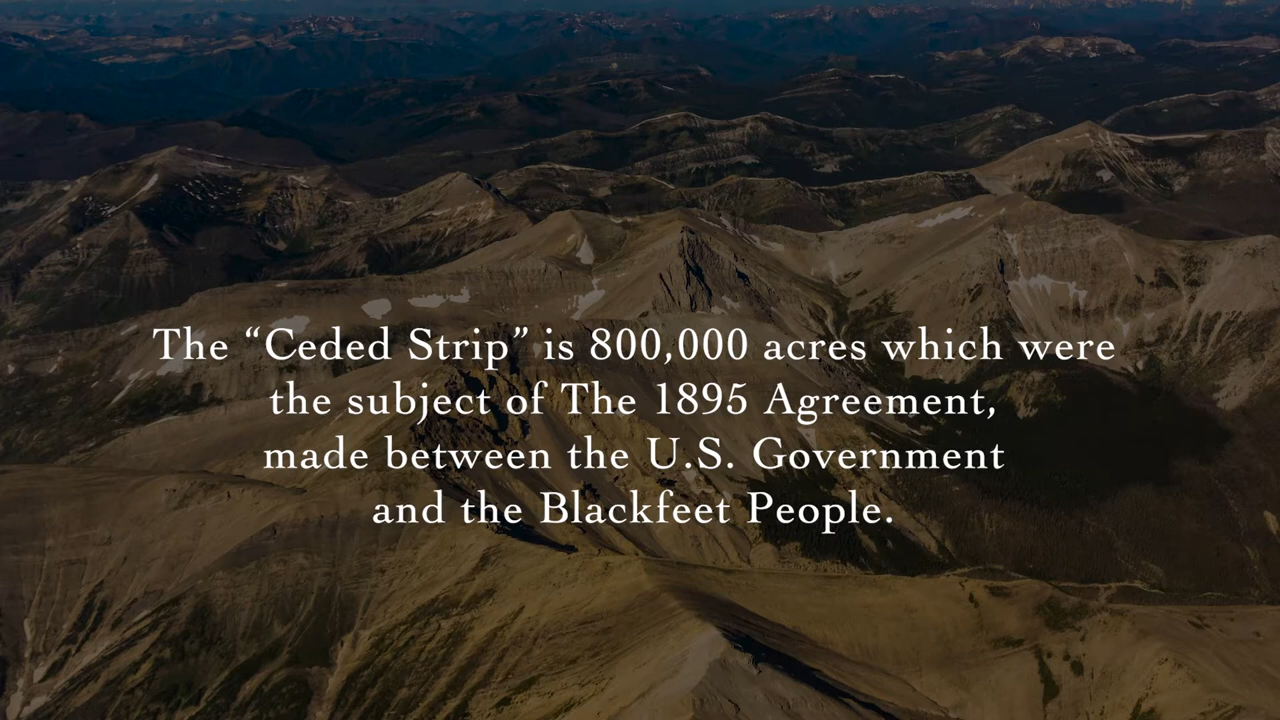 The “Ceded Strip” is 800,000 acres which were
the subject of The 1895 Agreement,
made between the U.S. Government
and the Blackfeet People.